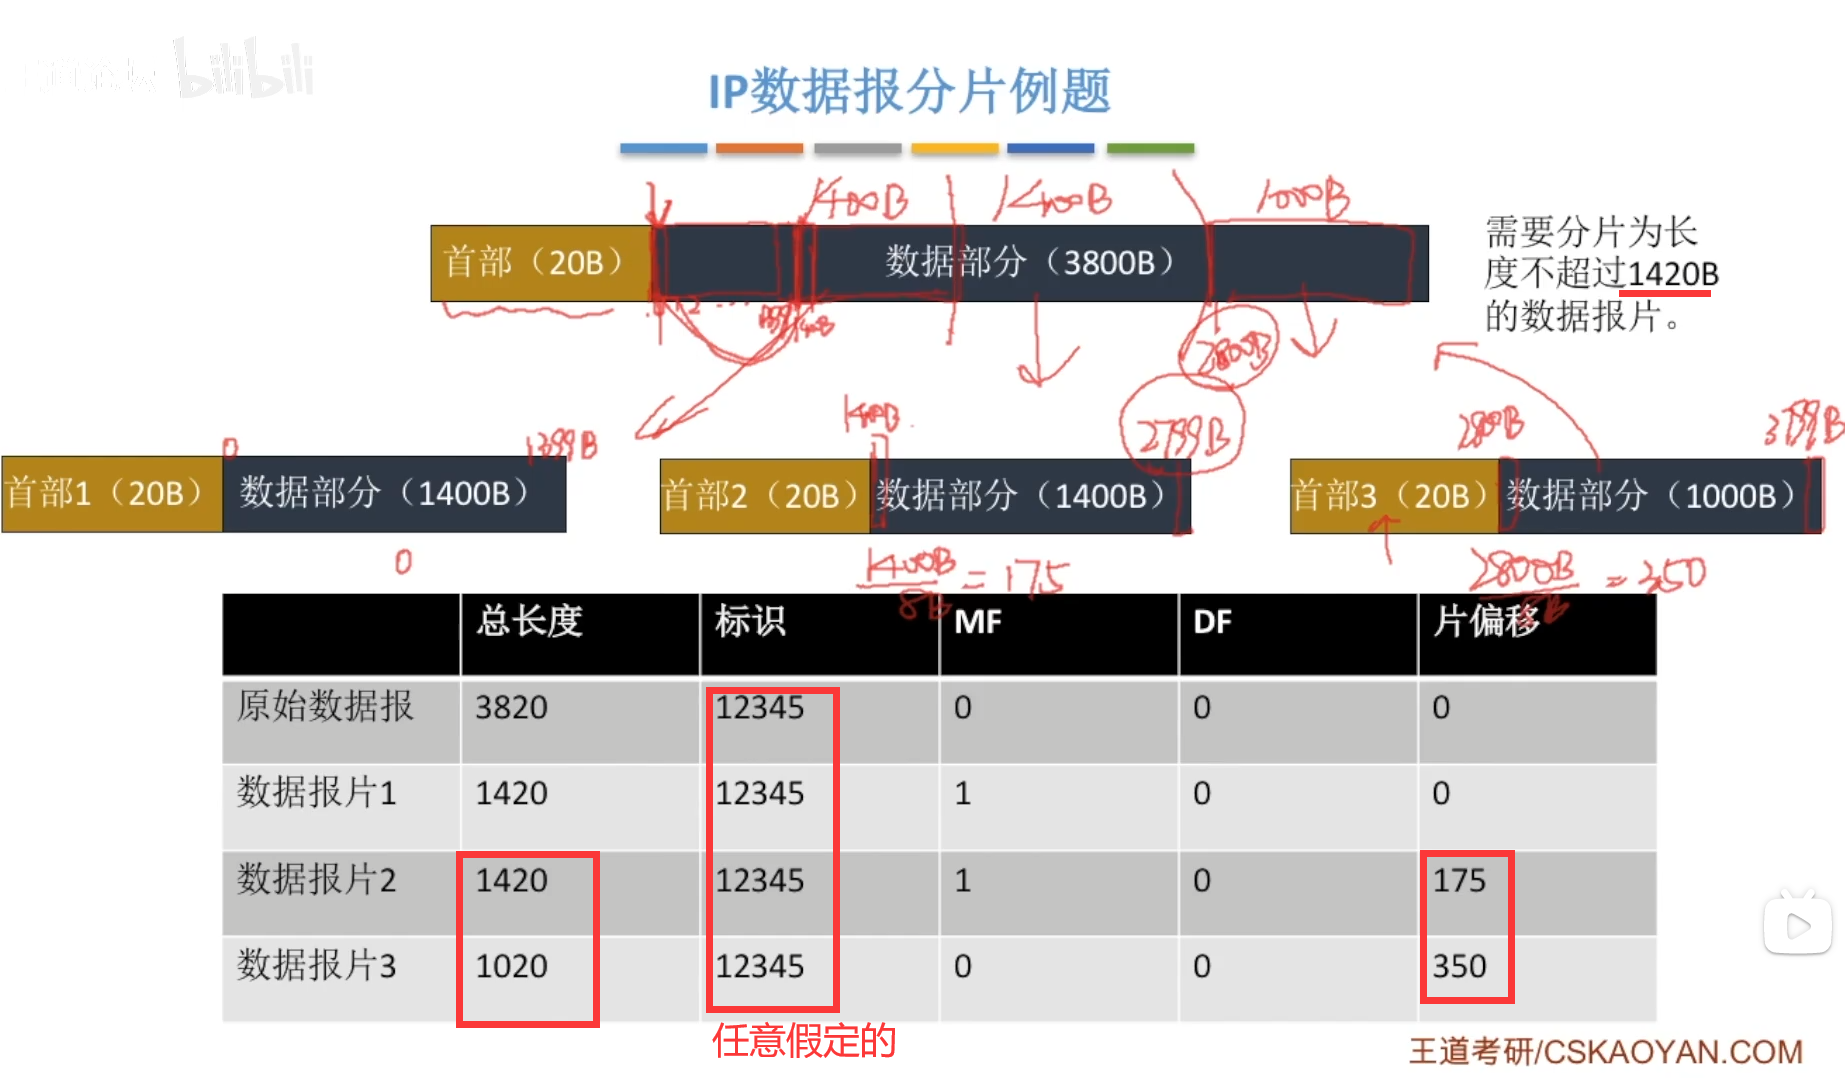 bilibili
IP数据报分片例题
1400B
1400B
1000B
首部（20B）
数据部分（3800B）
需要分片为长
度不超过1420B
的数据报片。
2800B
1400B
2799B
2800B
3799B
0
1399B
首部1（20B）
数据部分（1400B）
首部2（20B）
数据部分（1400B）
首部3（20B）
数据部分（1000B）
0
1400B/8B = 175
2800B/8B = 350
总长度 标识 MF DF 片偏移
原始数据报 3820 12345 0 0 0
数据报片1 1420 12345 1 0 0
数据报片2 1420 12345 1 0 175
数据报片3 1020 12345 0 0 350
任意假定的
王道考研/CSKAOYAN.COM